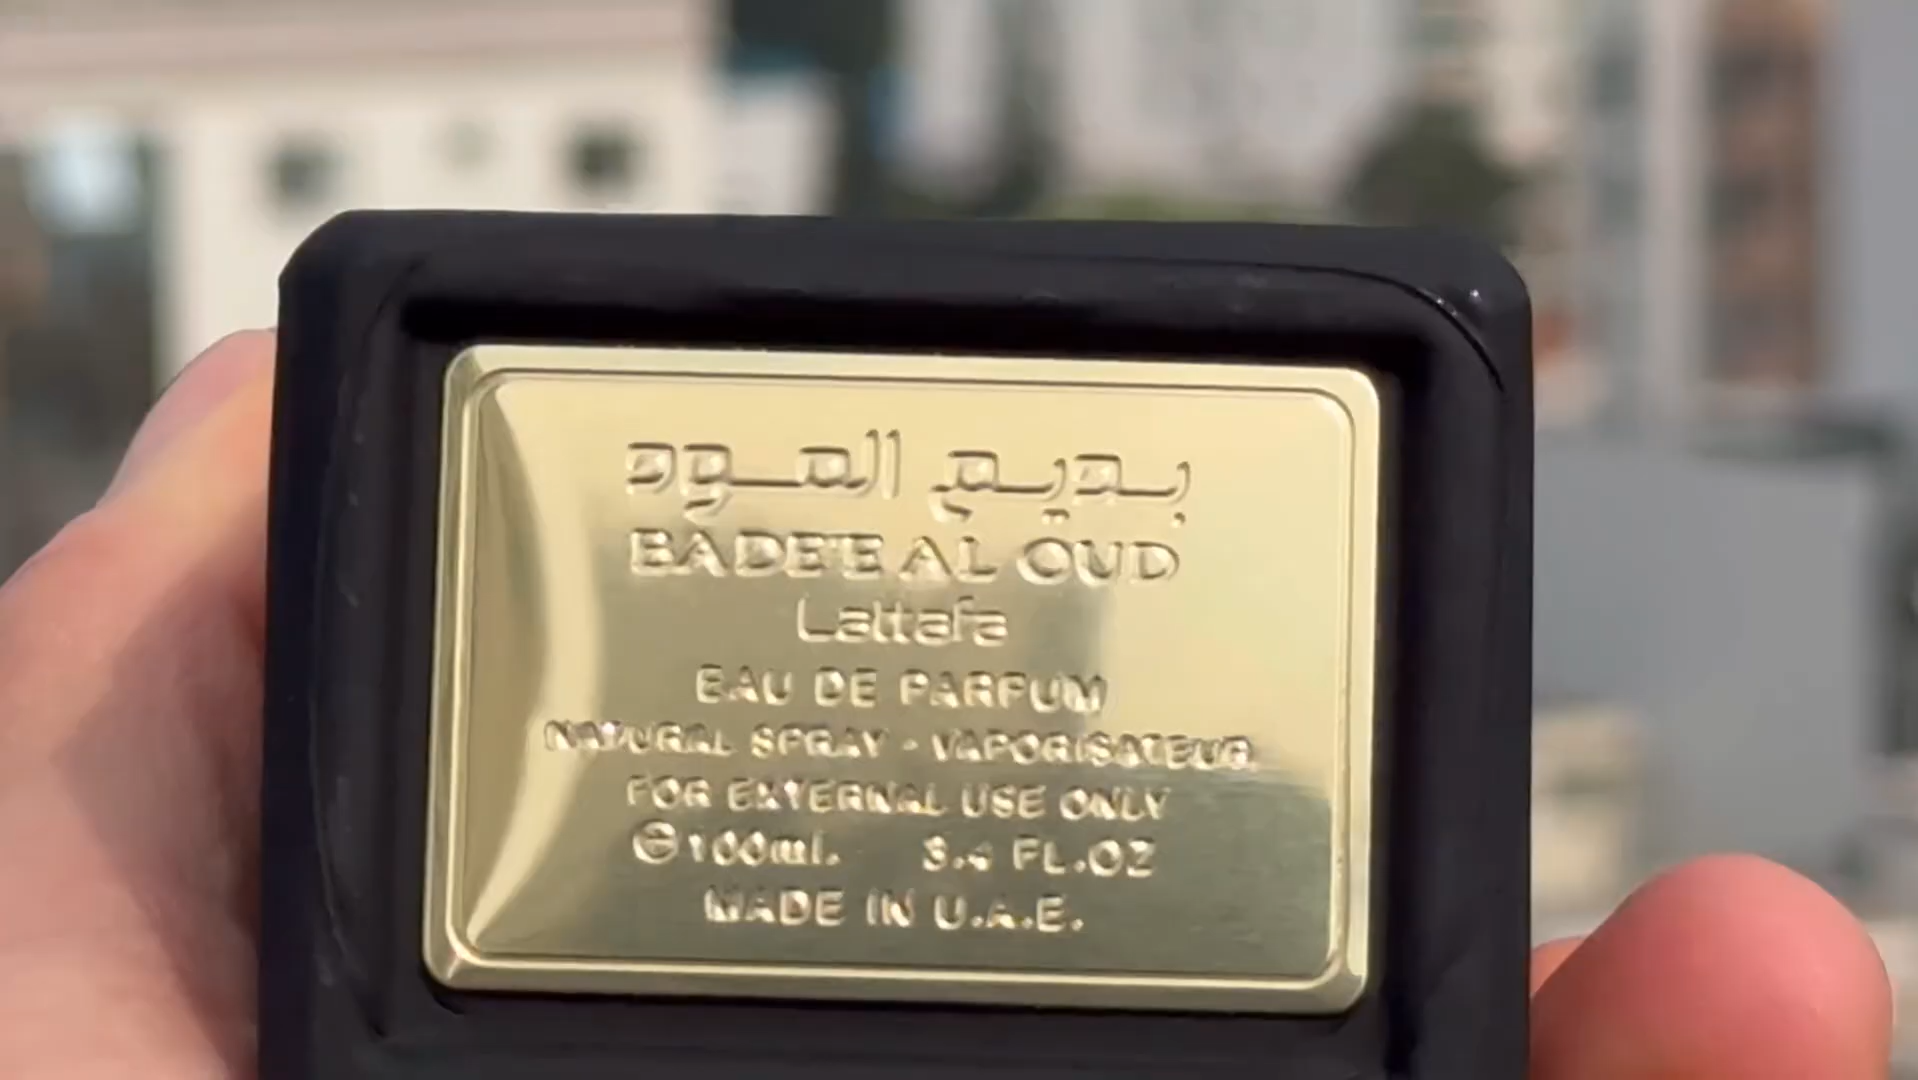 بديع العود
BADE'E AL OUD
Lattafa
EAU DE PARFUM
NATURAL SPRAY - VAPORISATEUR
FOR EXTERNAL USE ONLY
℮100ml. 3.4 FL.OZ
MADE IN U.A.E.